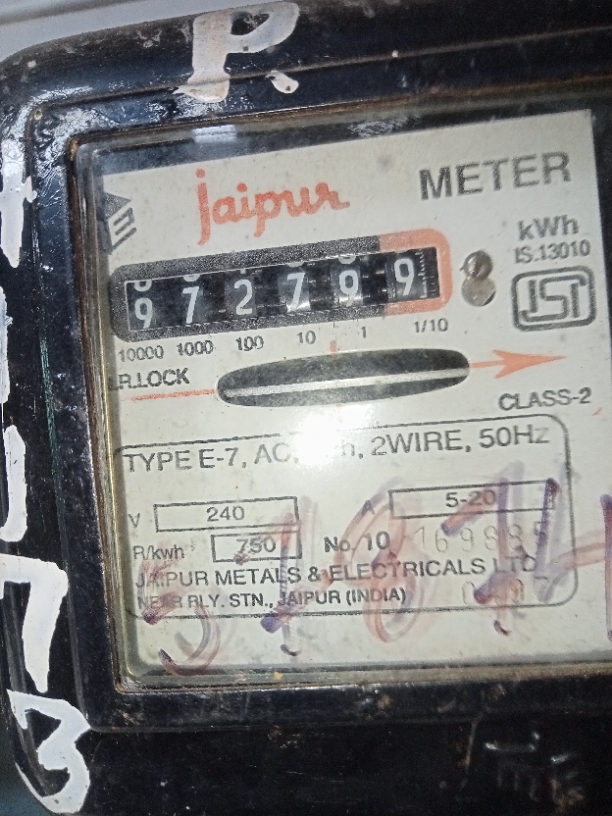 P
jaipur METER
kWh
IS.13010
9 7 2 7 9 9
ISI
10000 1000 100 10 1 1/10
R.LOCK
CLASS-2
TYPE E-7, AC, 2WIRE, 50HZ
V 240 A 5-20
R/kwh 750 No. 10
JAIPUR METALS & ELECTRICALS LTD
NEAR RLY. STN., JAIPUR (INDIA)
3